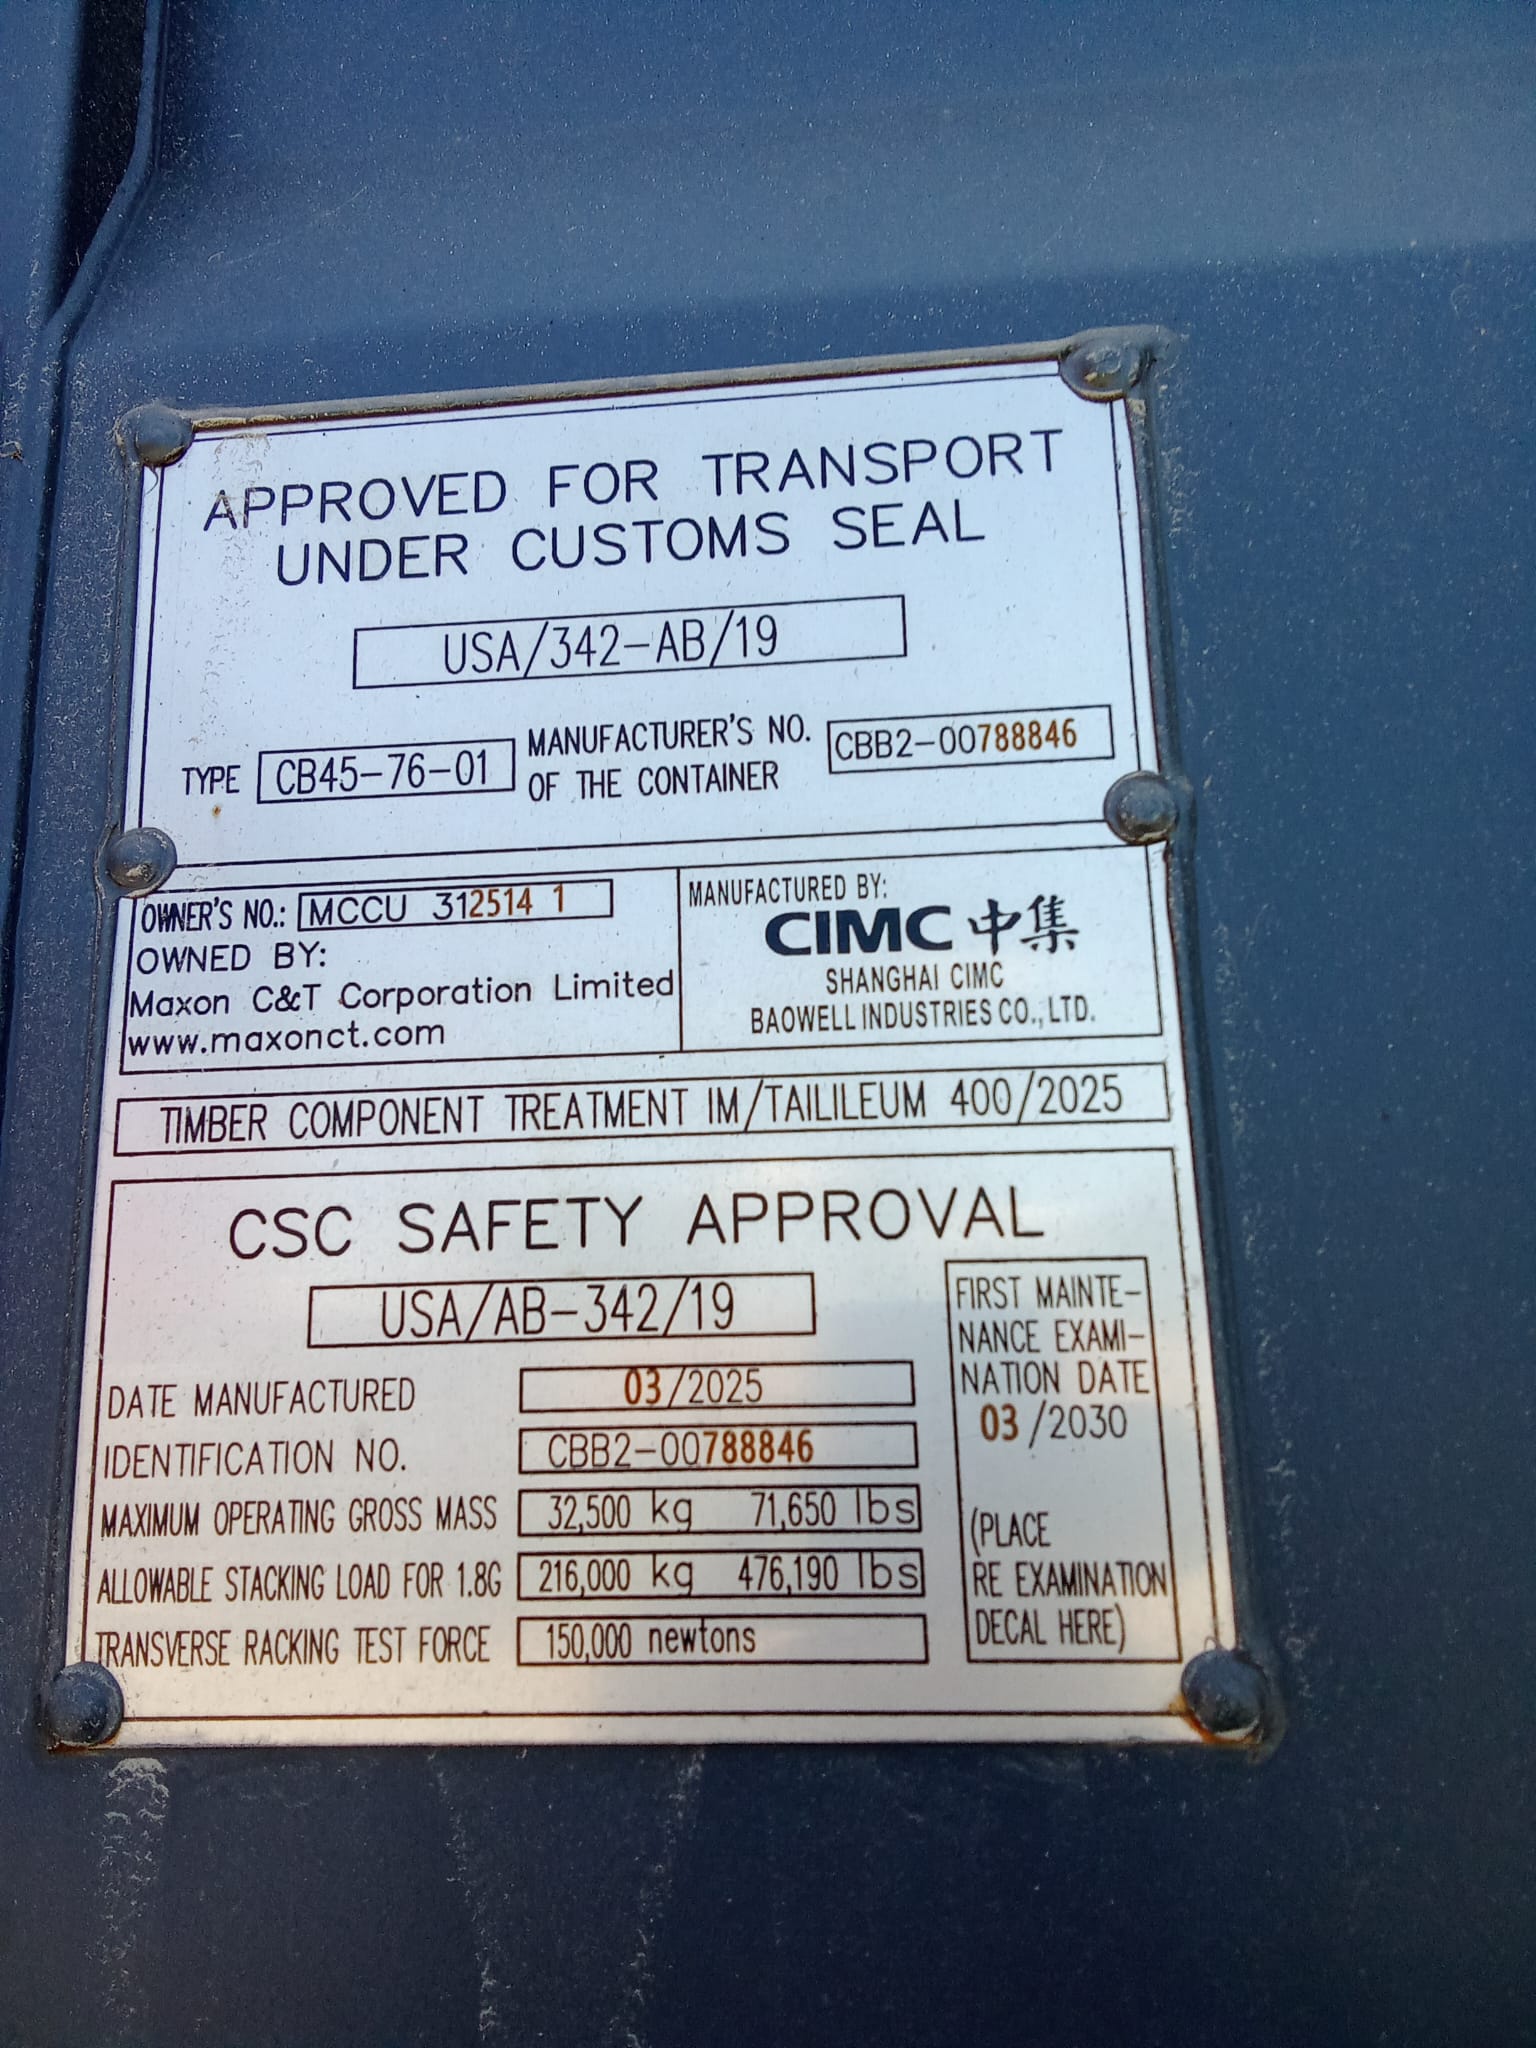 APPROVED FOR TRANSPORT
UNDER CUSTOMS SEAL
USA/342-AB/19
TYPE CB45-76-01
MANUFACTURER'S NO.
OF THE CONTAINER
CBB2-00788846
OWNER'S NO.: MCCU 312514 1
OWNED BY:
Maxon C&T Corporation Limited
www.maxonct.com
MANUFACTURED BY:
CIMC 中集
SHANGHAI CIMC
BAOWELL INDUSTRIES CO., LTD.
TIMBER COMPONENT TREATMENT IM/TAILILEUM 400/2025
CSC SAFETY APPROVAL
USA/AB-342/19
DATE MANUFACTURED 03/2025
IDENTIFICATION NO. CBB2-00788846
MAXIMUM OPERATING GROSS MASS 32,500 kg 71,650 lbs
ALLOWABLE STACKING LOAD FOR 1.8G 216,000 kg 476,190 lbs
TRANSVERSE RACKING TEST FORCE 150,000 newtons
FIRST MAINTE-
NANCE EXAMI-
NATION DATE
03/2030
(PLACE
RE EXAMINATION
DECAL HERE)